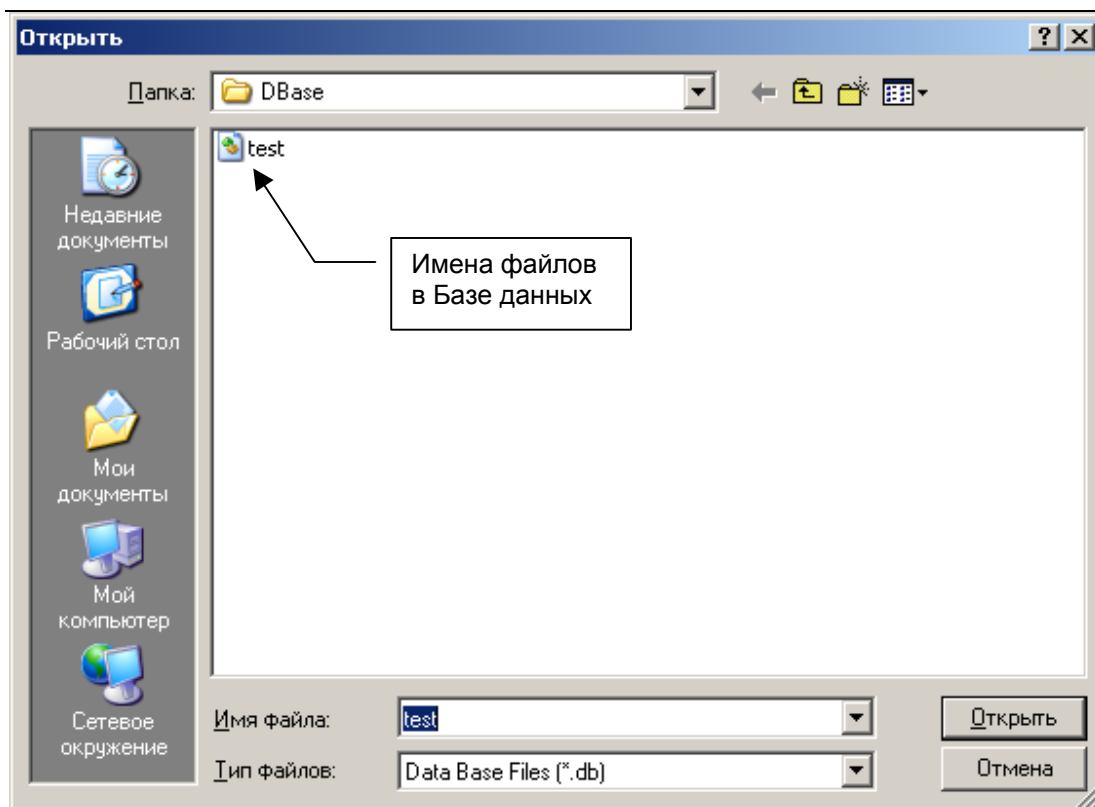 Открыть
Папка: DBase
test
Недавние
документы
Рабочий стол
Мои
документы
Мой
компьютер
Сетевое
окружение
Имена файлов
в Базе данных
Имя файла: test Открыть
Тип файлов: Data Base Files (*.db) Отмена